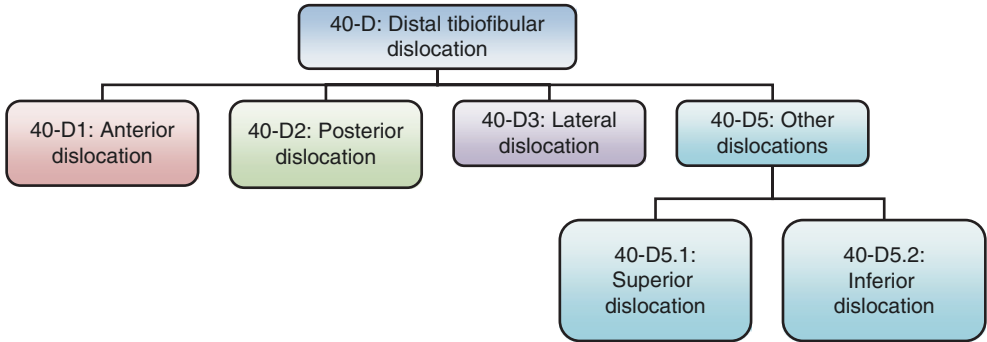 40-D: Distal tibiofibular
dislocation
40-D1: Anterior
dislocation
40-D2: Posterior
dislocation
40-D3: Lateral
dislocation
40-D5: Other
dislocations
40-D5.1:
Superior
dislocation
40-D5.2:
Inferior
dislocation